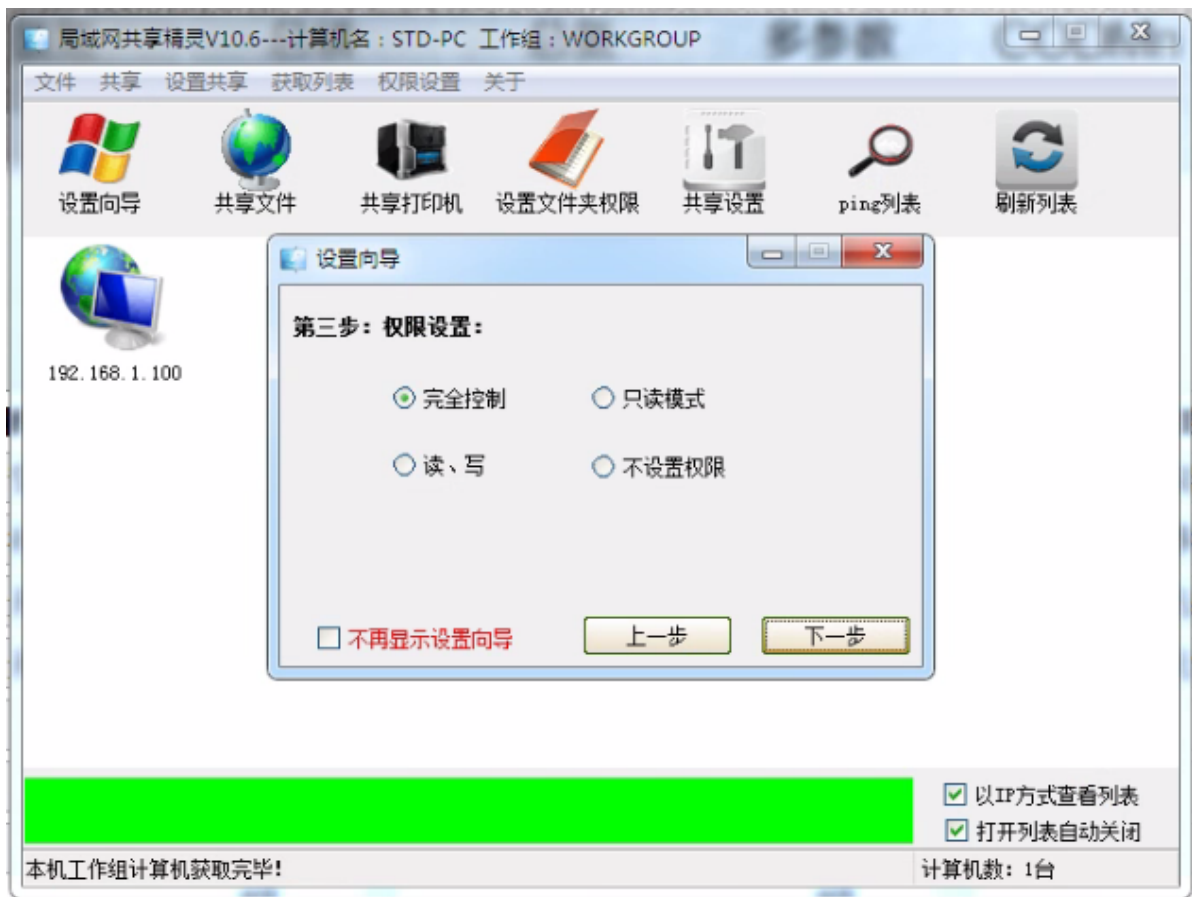 局域网共享精灵V10.6---计算机名：STD-PC 工作组：WORKGROUP
文件 共享 设置共享 获取列表 权限设置 关于
设置向导 共享文件 共享打印机 设置文件夹权限 共享设置 ping列表 刷新列表
192.168.1.100
设置向导
第三步：权限设置：
完全控制 只读模式
读、写 不设置权限
不再显示设置向导 上一步 下一步
以IP方式查看列表
打开列表自动关闭
本机工作组计算机获取完毕! 计算机数：1台